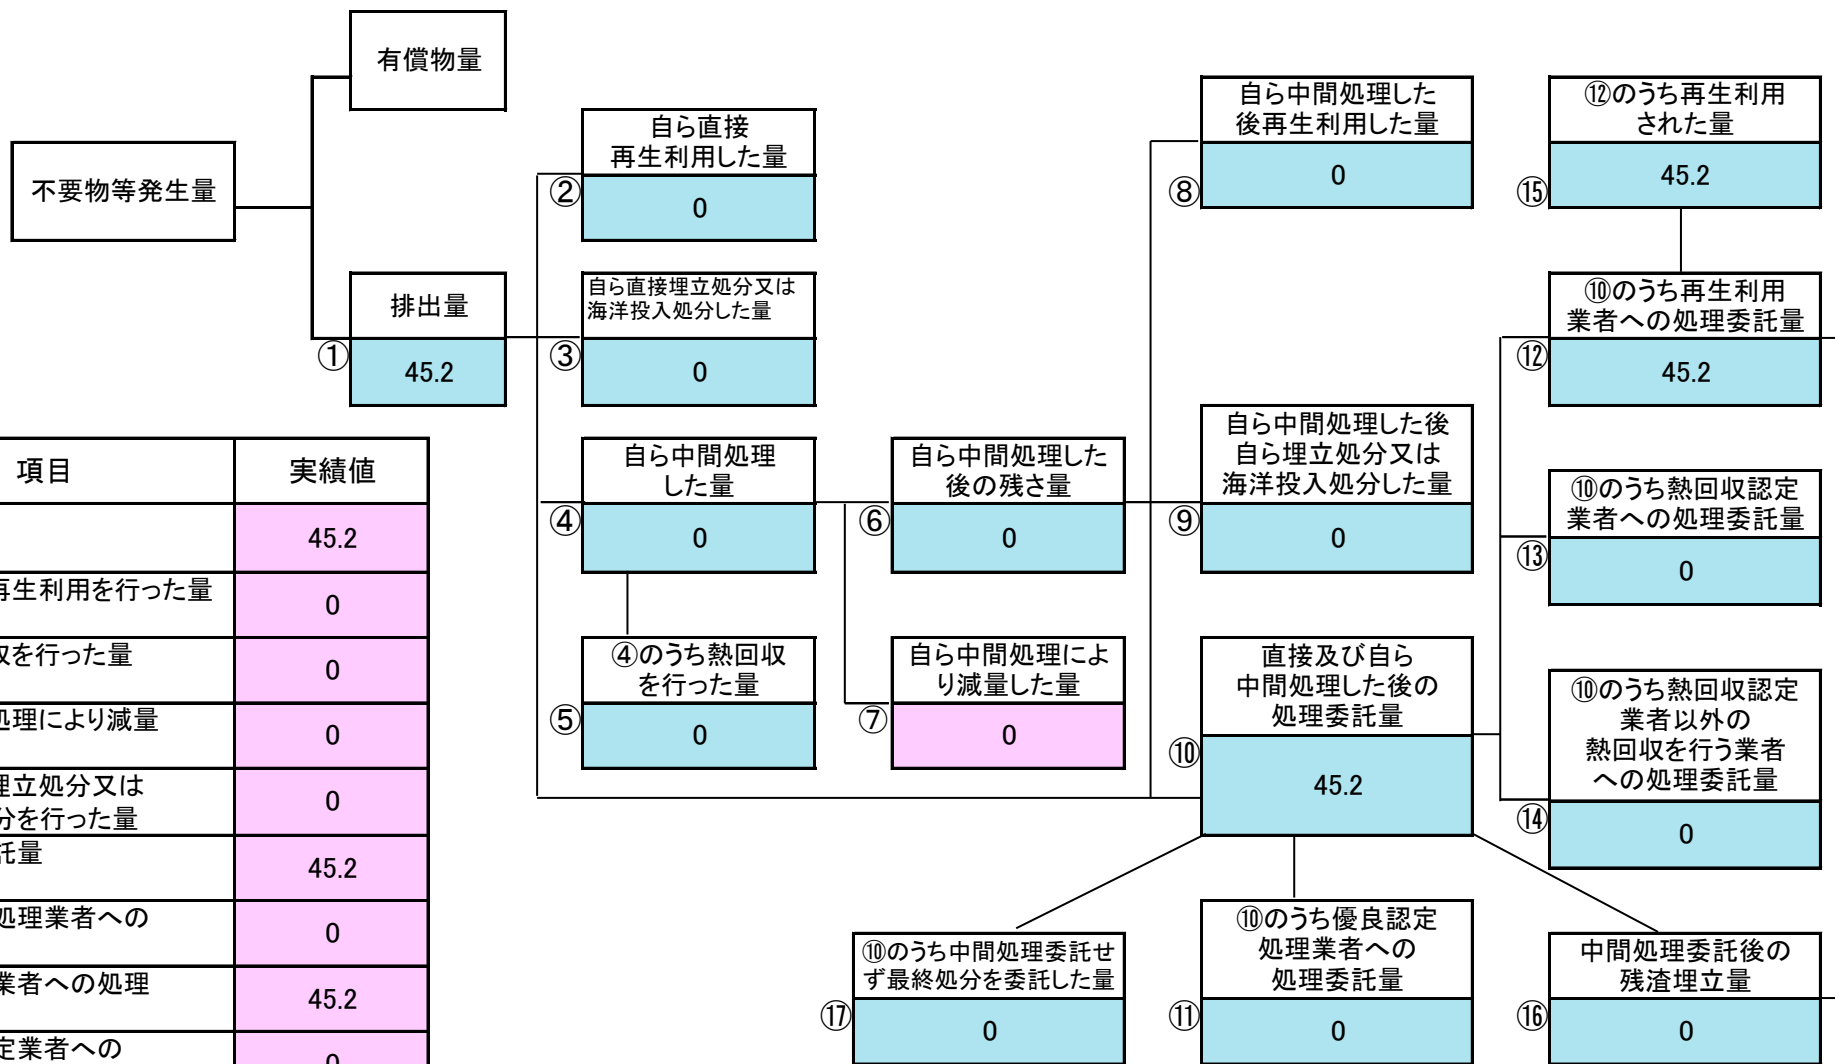 有償物量
不要物等発生量
排出量
①
45.2
自ら直接
再生利用した量
②
0
自ら直接埋立処分又は
海洋投入処分した量
③
0
自ら中間処理
した量
④
0
④のうち熱回収
を行った量
⑤
0
自ら中間処理した
後の残さ量
⑥
0
自ら中間処理によ
り減量した量
⑦
0
自ら中間処理した
後再生利用した量
⑧
0
自ら中間処理した後
自ら埋立処分又は
海洋投入処分した量
⑨
0
直接及び自ら
中間処理した後の
処理委託量
⑩
45.2
⑫のうち再生利用
された量
⑮
45.2
⑩のうち再生利用
業者への処理委託量
⑫
45.2
⑩のうち熱回収認定
業者への処理委託量
⑬
0
⑩のうち熱回収認定
業者以外の
熱回収を行う業者
への処理委託量
⑭
0
⑩のうち中間処理委託せ
ず最終処分を委託した量
⑰
0
⑩のうち優良認定
処理業者への
処理委託量
⑪
0
中間処理委託後の
残渣埋立量
⑯
0
項目
実績値
45.2
再生利用を行った量
0
を行った量
0
処理により減量
0
埋立処分又は
分を行った量
0
託量
45.2
処理業者への
0
業者への処理
45.2
定業者への
0